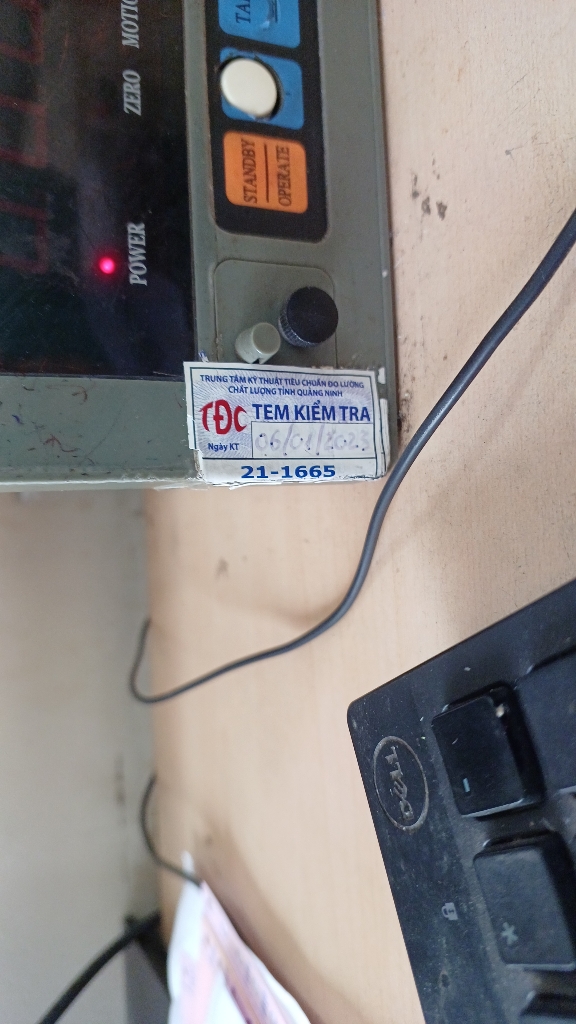 MOTIO
ZERO
POWER
TA
STANDBY
OPERATE
TRUNG TÂM KỸ THUẬT TIÊU CHUẨN ĐO LƯỜNG
CHẤT LƯỢNG TỈNH QUẢNG NINH
TĐC TEM KIỂM TRA
Ngày KT 06/01/2023
21-1665
DELL
-
*